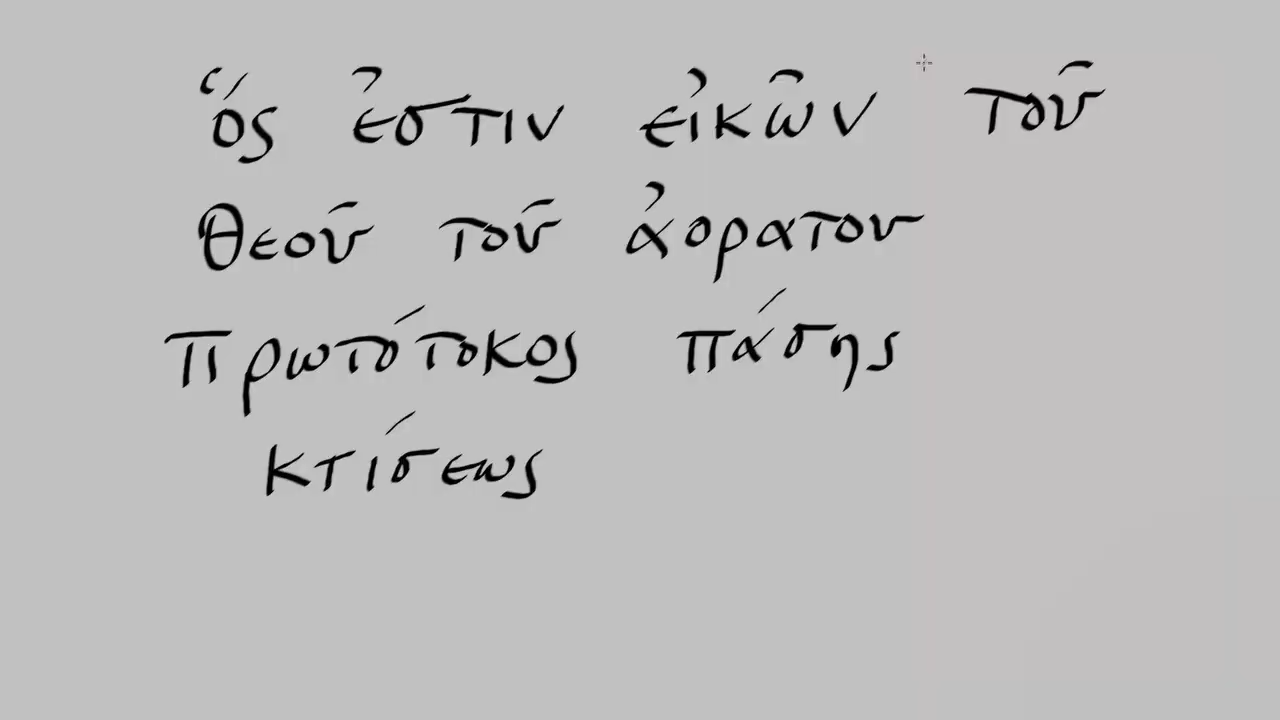 ὅς ἐστιν εἰκῶν τοῦ
θεοῦ τοῦ ἀορατου
πρωτότοκος πάσης
κτίσεως